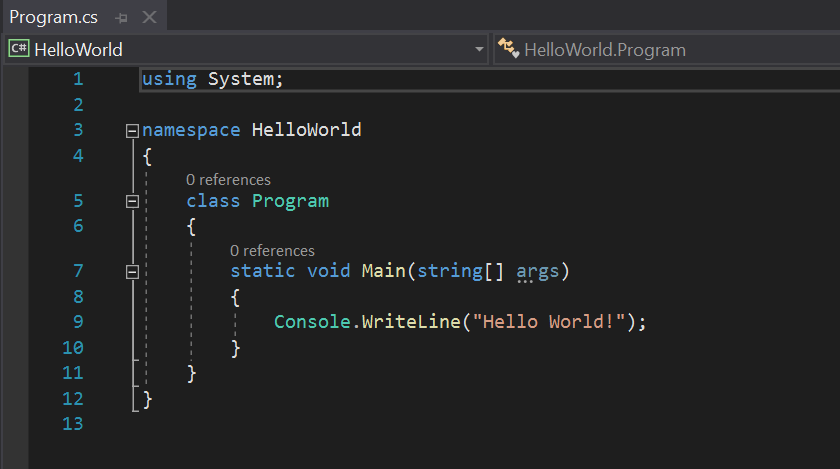 Program.cs
C# HelloWorld
HelloWorld.Program
1 using System;
2
3 namespace HelloWorld
4 {
0 references
5 class Program
6 {
0 references
7 static void Main(string[] args)
8 {
9 Console.WriteLine("Hello World!");
10 }
11 }
12 }
13